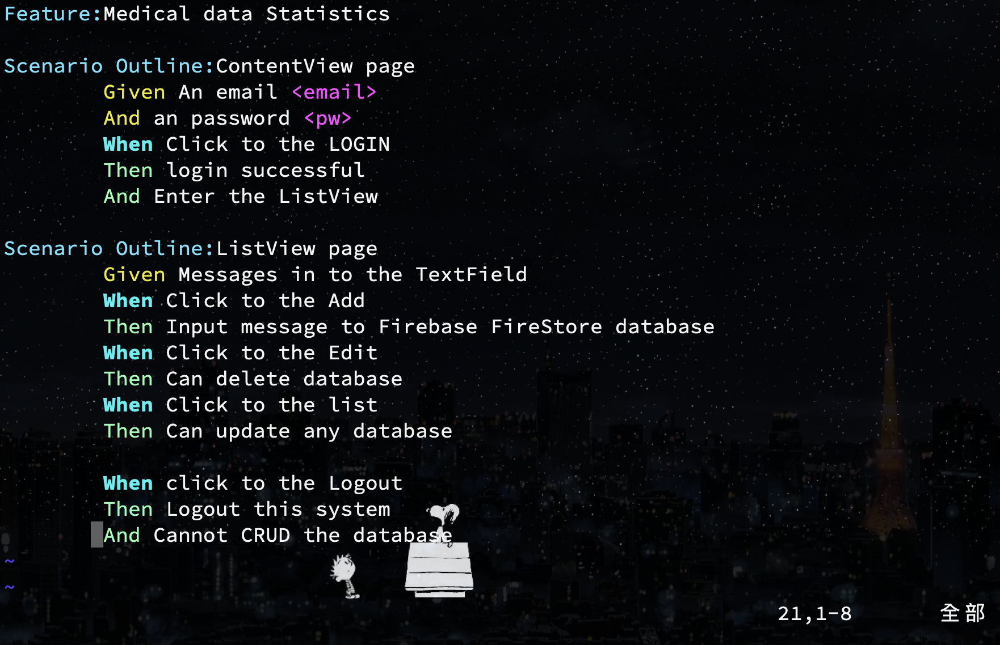 Feature:Medical data Statistics
Scenario Outline:ContentView page
Given An email <email>
And an password <pw>
When Click to the LOGIN
Then login successful
And Enter the ListView
Scenario Outline:ListView page
Given Messages in to the TextField
When Click to the Add
Then Input message to Firebase FireStore database
When Click to the Edit
Then Can delete database
When Click to the list
Then Can update any database
When click to the Logout
Then Logout this system
And Cannot CRUD the database
~
~
21,1-8 全部